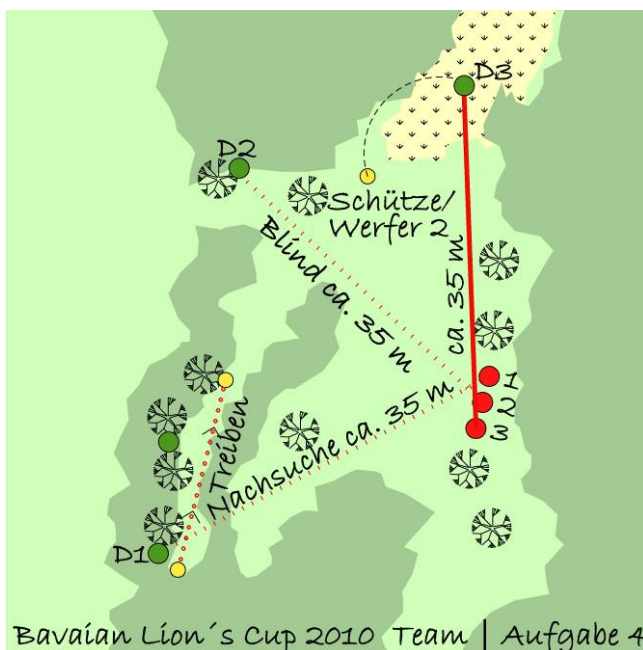 D3
D2
Schütze/
Werfer 2
Blind ca. 35 m
ca. 35 m
1
2
3
Treiben
Nachsuche ca. 35 m
D1
Bavaian Lion´s Cup 2010 Team | Aufgabe 4